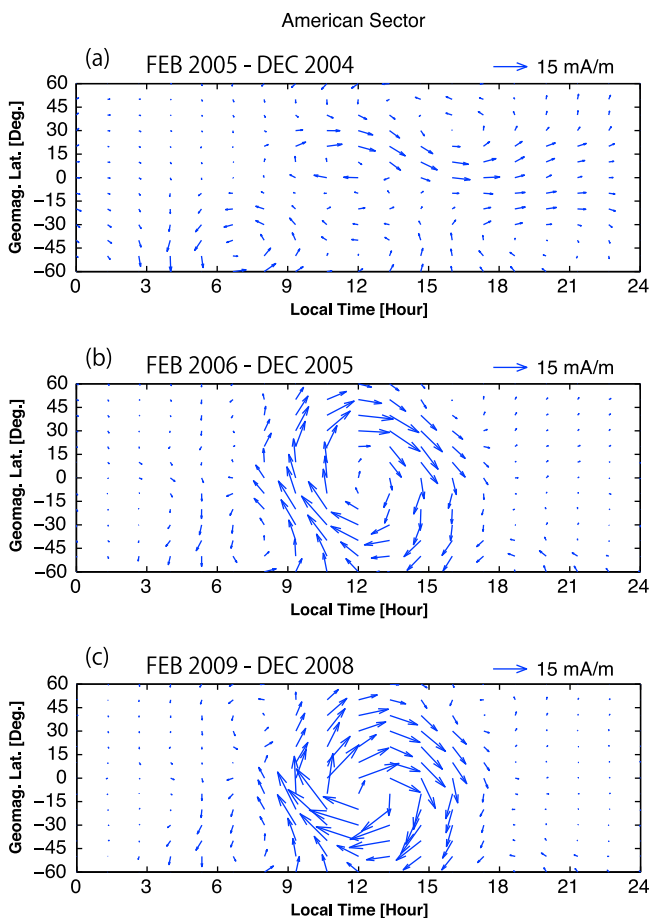 American Sector
(a) FEB 2005 - DEC 2004 15 mA/m
60
45
30
15
0
−15
−30
−45
−60
Geomag. Lat. [Deg.]
0 3 6 9 12 15 18 21 24
Local Time [Hour]
(b) FEB 2006 - DEC 2005 15 mA/m
60
45
30
15
0
−15
−30
−45
−60
Geomag. Lat. [Deg.]
0 3 6 9 12 15 18 21 24
Local Time [Hour]
(c) FEB 2009 - DEC 2008 15 mA/m
60
45
30
15
0
−15
−30
−45
−60
Geomag. Lat. [Deg.]
0 3 6 9 12 15 18 21 24
Local Time [Hour]